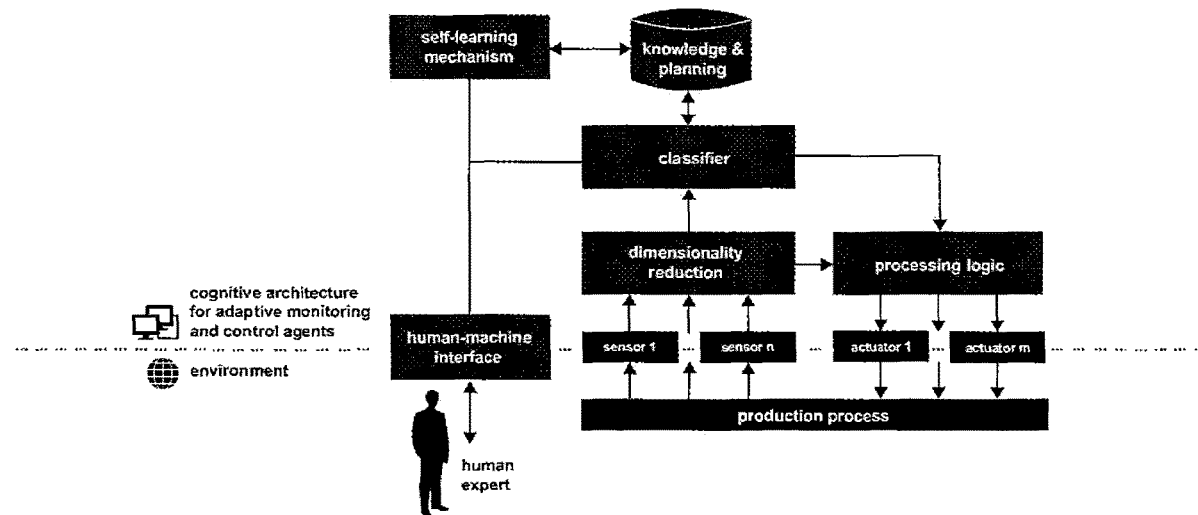 self-learning
mechanism
knowledge &
planning
classifier
dimensionality
reduction
processing logic
cognitive architecture
for adaptive monitoring
and control agents
human-machine
interface
sensor 1
sensor n
actuator 1
actuator m
environment
production process
human
expert